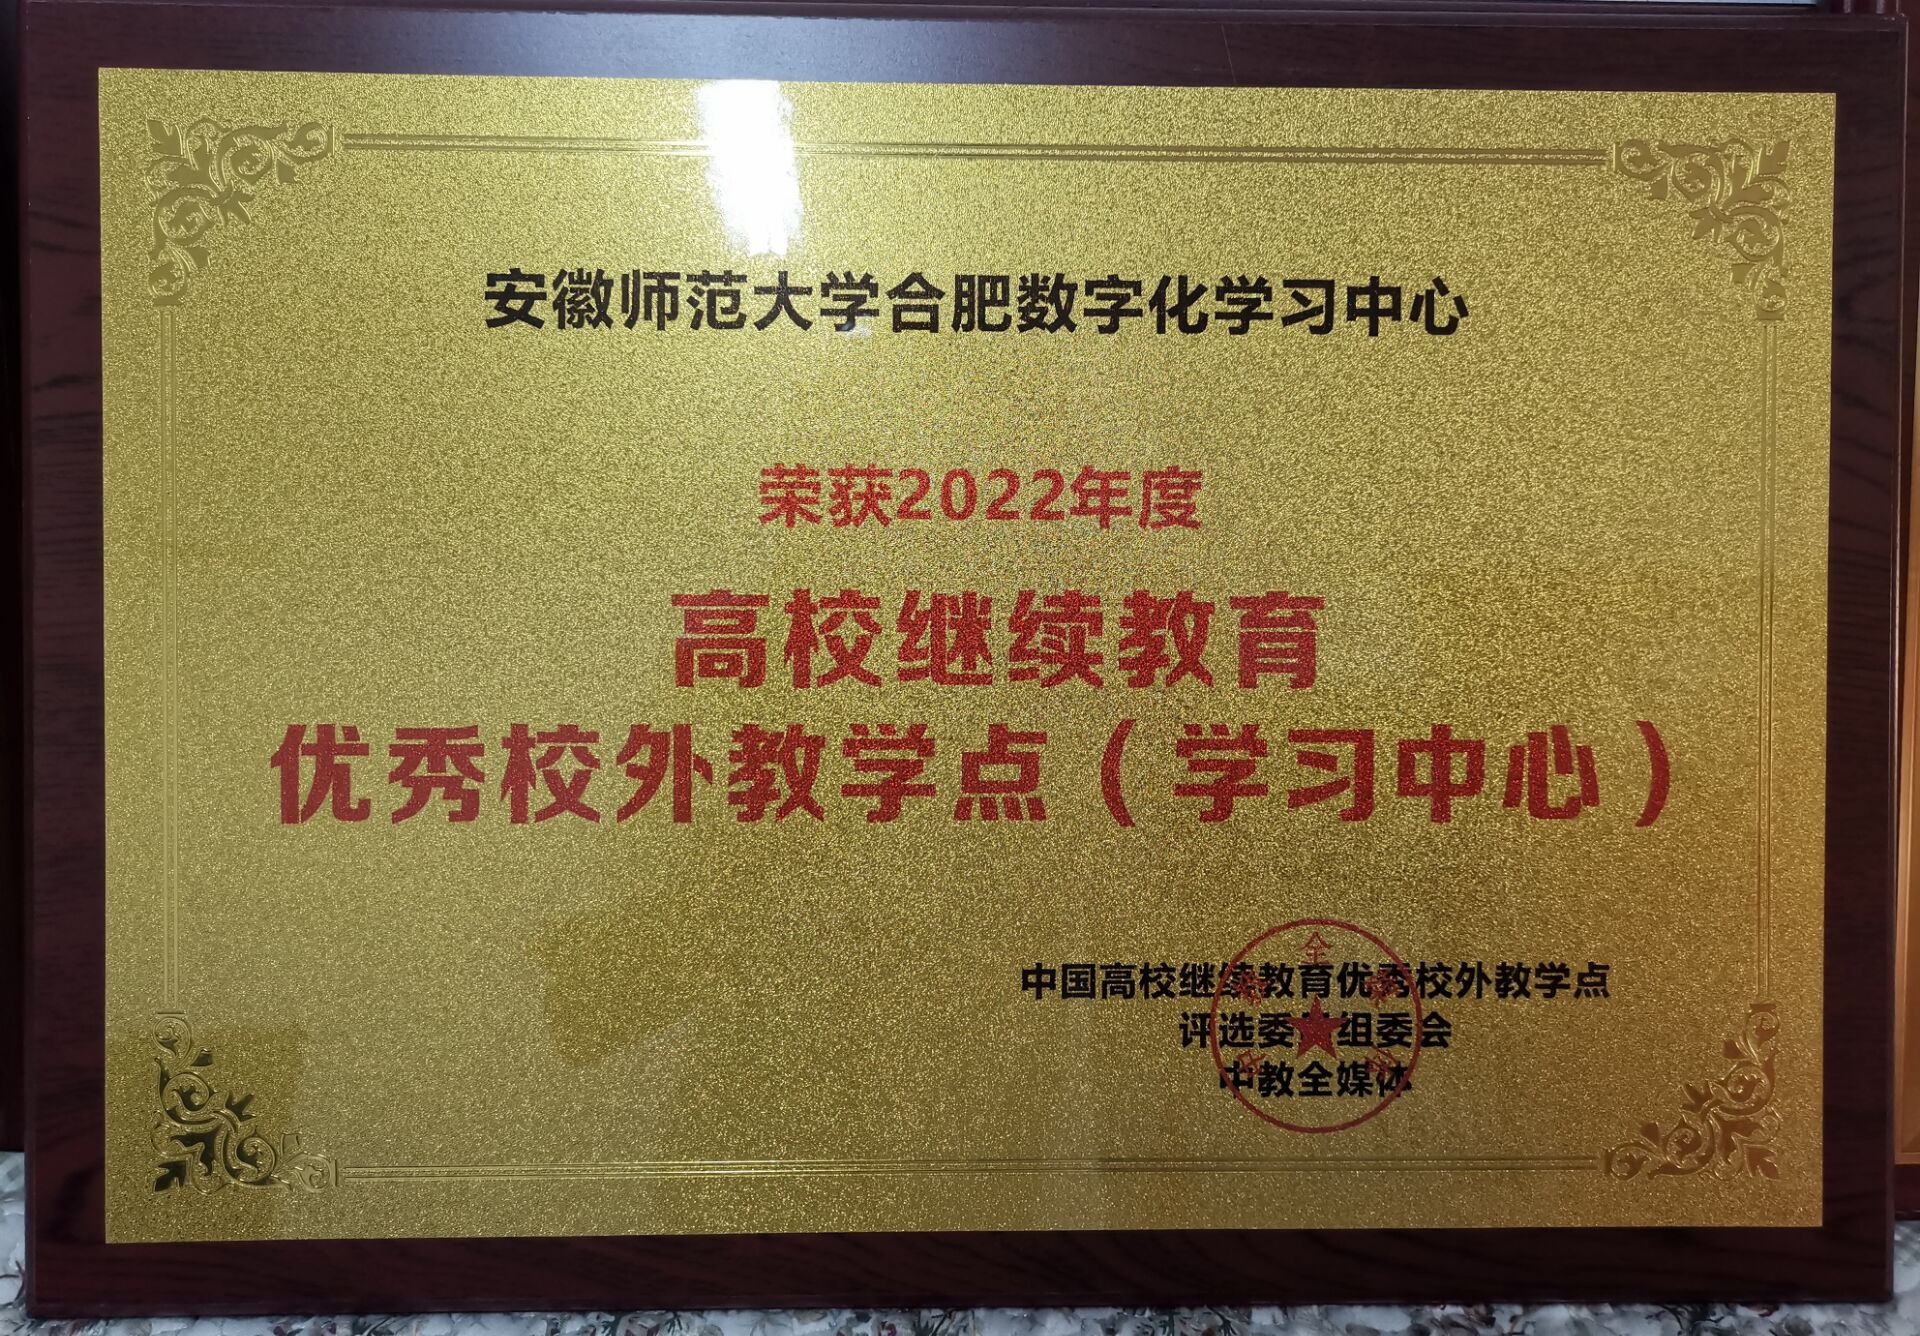 安徽师范大学合肥数字化学习中心
荣获2022年度
高校继续教育
优秀校外教学点（学习中心）
中国高校继续教育优秀校外教学点
评选委 组委会
中教全媒体